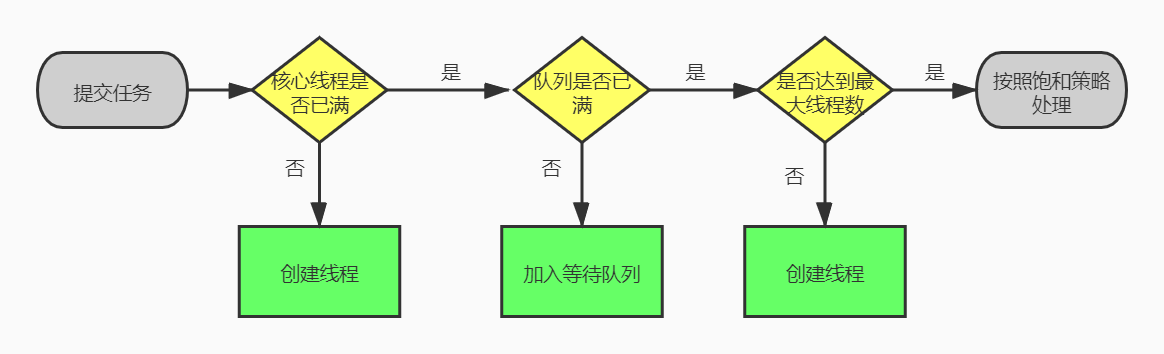 提交任务
核心线程是
否已满
是
队列是否已
满
是
是否达到最
大线程数
是
按照饱和策略
处理
否
否
否
创建线程
加入等待队列
创建线程